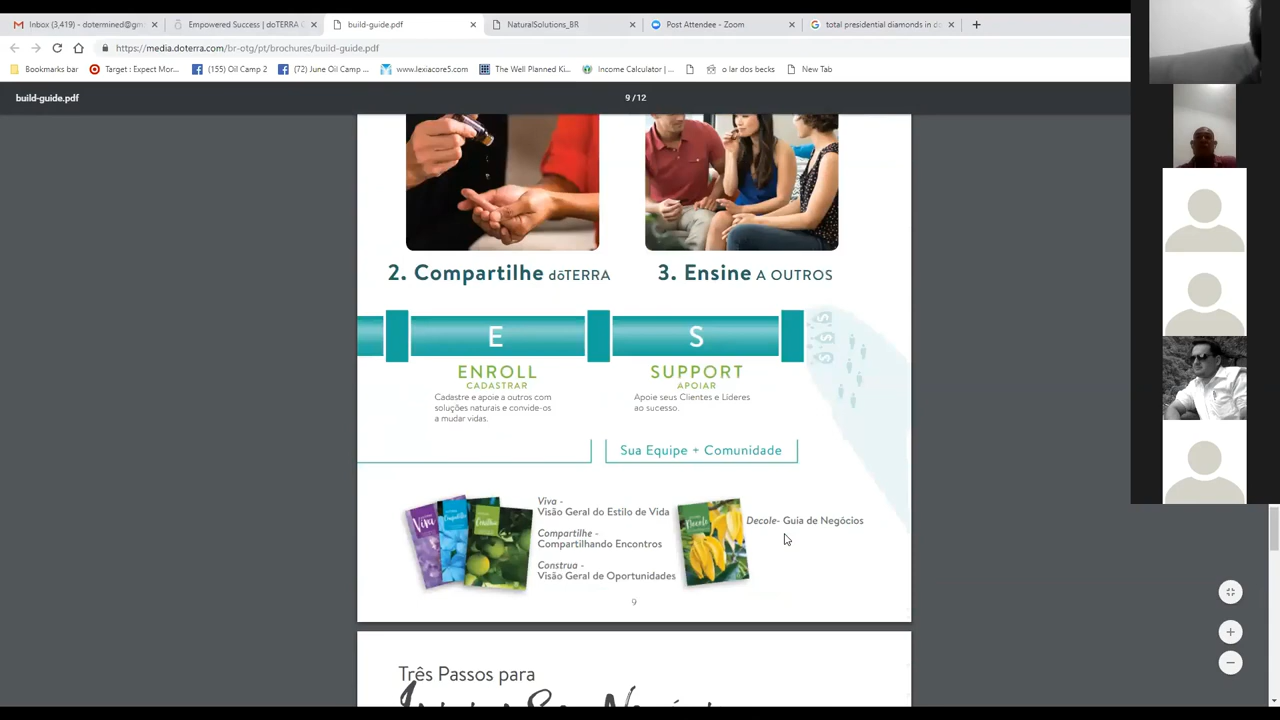 Inbox (3,419) - dotermined@gm
Empowered Success | doTERRA
build-guide.pdf
NaturalSolutions_BR
Post Attendee - Zoom
total presidential diamonds in d
https://media.doterra.com/br-otg/pt/brochures/build-guide.pdf
Bookmarks bar
Target : Expect Mor...
(155) Oil Camp 2
(72) June Oil Camp ...
www.lexiacore5.com
The Well Planned Ki...
Income Calculator | ...
o lar dos becks
New Tab
build-guide.pdf
9 / 12
2. Compartilhe dōTERRA
3. Ensine A OUTROS
E
S
ENROLL
CADASTRAR
Cadastre e apoie a outros com
soluções naturais e convide-os
a mudar vidas.
SUPPORT
APOIAR
Apoie seus Clientes e Líderes
ao sucesso.
Sua Equipe + Comunidade
Viva
Compartilhe
Construa
Viva -
Visão Geral do Estilo de Vida
Compartilhe -
Compartilhando Encontros
Construa -
Visão Geral de Oportunidades
Decole
Decole- Guia de Negócios
9
Três Passos para